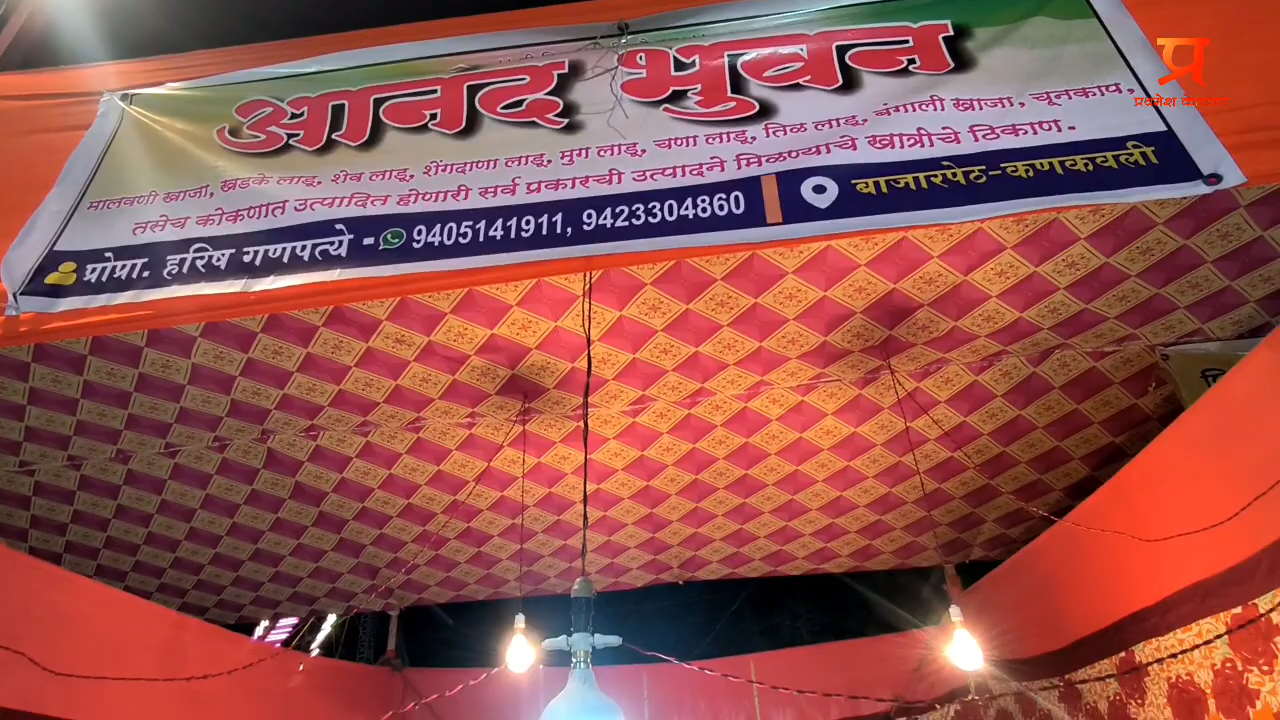 आनंद भुवन
मालवणी खाजा, खडके लाडू, शेव लाडू, शेंगदाणा लाडू, मुग लाडू, चणा लाडू, तिळ लाडू, बंगाली खाजा, चूनकाप,
तसेच कोकणात उत्पादित होणारी सर्व प्रकारची उत्पादने मिळण्याचे खात्रीचे ठिकाण.
प्रोप्रा. हरिष गणपत्ये - 9405141911, 9423304860 बाजारपेठ-कणकवली
प्र